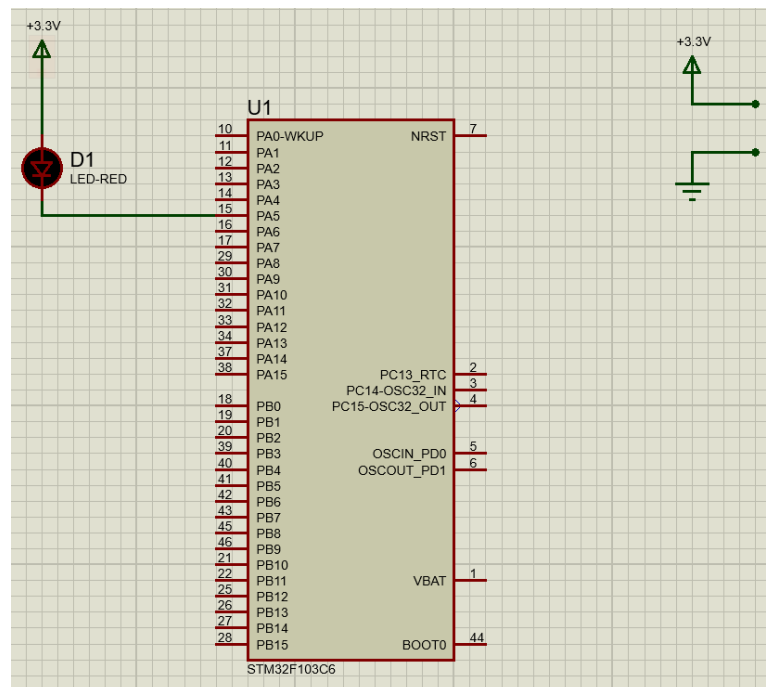 +3.3V
+3.3V
U1
10 PA0-WKUP NRST 7
11 PA1
12 PA2
D1
LED-RED
13 PA3
14 PA4
15 PA5
16 PA6
17 PA7
29 PA8
30 PA9
31 PA10
32 PA11
33 PA12
34 PA13
37 PA14
38 PA15 PC13_RTC 2
PC14-OSC32_IN 3
18 PB0 PC15-OSC32_OUT 4
19 PB1
20 PB2
39 PB3 OSCIN_PD0 5
40 PB4 OSCOUT_PD1 6
41 PB5
42 PB6
43 PB7
45 PB8
46 PB9
21 PB10
22 PB11 VBAT 1
25 PB12
26 PB13
27 PB14
28 PB15 BOOT0 44
STM32F103C6